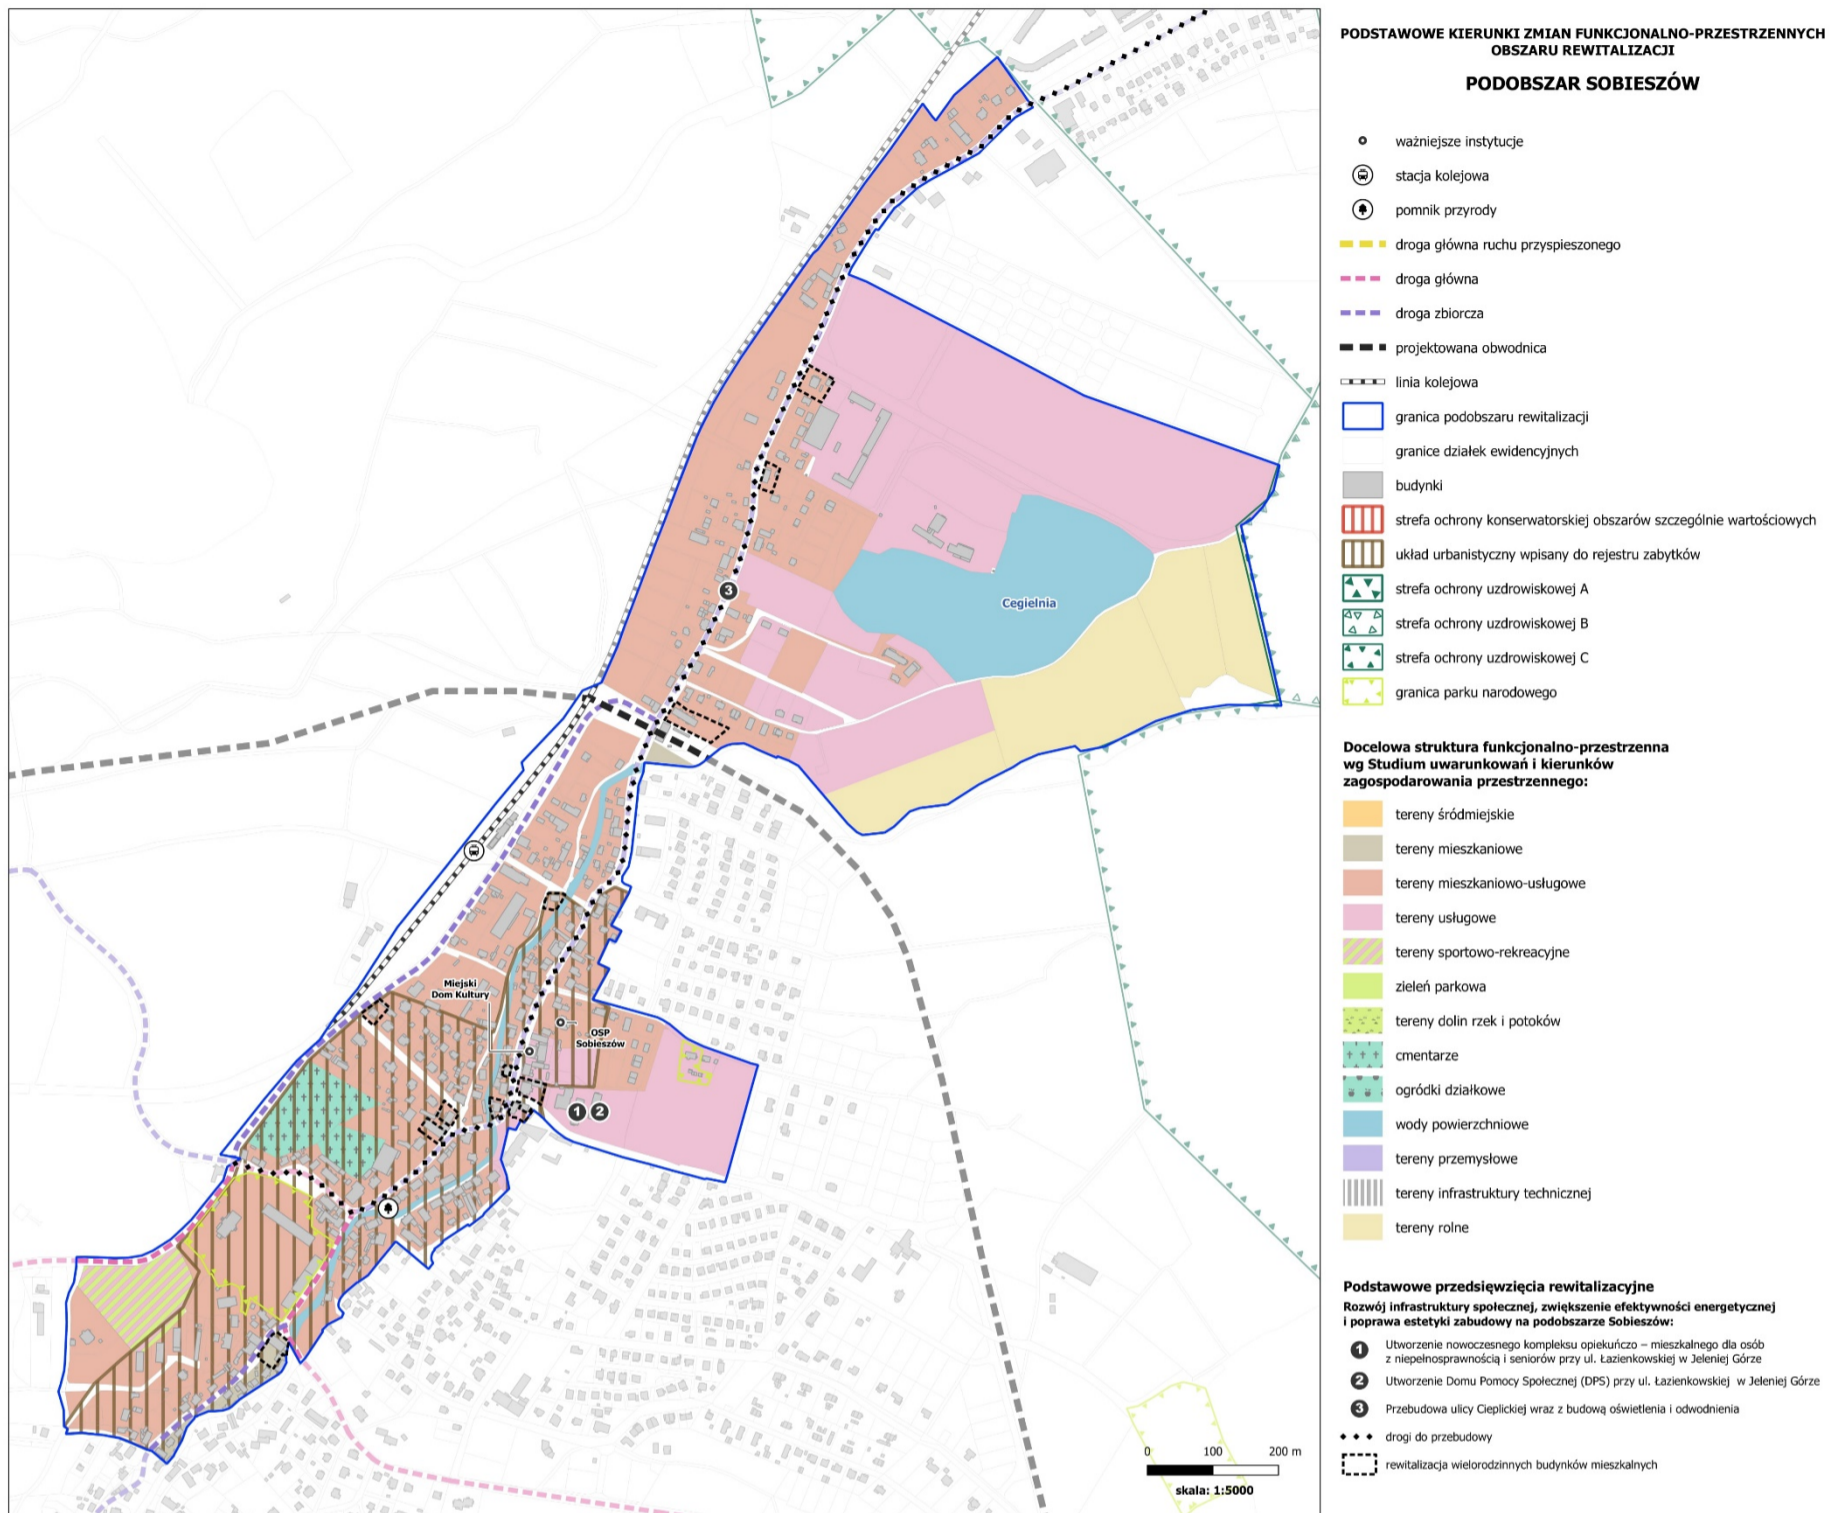 PODSTAWOWE KIERUNKI ZMIAN FUNKCJONALNO-PRZESTRZENNYCH
OBSZARU REWITALIZACJI
PODOBSZAR SOBIESZÓW
ważniejsze instytucje
stacja kolejowa
pomnik przyrody
droga główna ruchu przyspieszonego
droga główna
droga zbiorcza
projektowana obwodnica
linia kolejowa
granica podobszaru rewitalizacji
granice działek ewidencyjnych
budynki
strefa ochrony konserwatorskiej obszarów szczególnie wartościowych
układ urbanistyczny wpisany do rejestru zabytków
strefa ochrony uzdrowiskowej A
strefa ochrony uzdrowiskowej B
strefa ochrony uzdrowiskowej C
granica parku narodowego
Docelowa struktura funkcjonalno-przestrzenna
wg Studium uwarunkowań i kierunków
zagospodarowania przestrzennego:
tereny śródmiejskie
tereny mieszkaniowe
tereny mieszkaniowo-usługowe
tereny usługowe
tereny sportowo-rekreacyjne
zieleń parkowa
tereny dolin rzek i potoków
cmentarze
ogródki działkowe
wody powierzchniowe
tereny przemysłowe
tereny infrastruktury technicznej
tereny rolne
Podstawowe przedsięwzięcia rewitalizacyjne
Rozwój infrastruktury społecznej, zwiększenie efektywności energetycznej
i poprawa estetyki zabudowy na podobszarze Sobieszów:
1 Utworzenie nowoczesnego kompleksu opiekuńczo – mieszkalnego dla osób
z niepełnosprawnością i seniorów przy ul. Łazienkowskiej w Jeleniej Górze
2 Utworzenie Domu Pomocy Społecznej (DPS) przy ul. Łazienkowskiej w Jeleniej Górze
3 Przebudowa ulicy Cieplickiej wraz z budową oświetlenia i odwodnienia
drogi do przebudowy
rewitalizacja wielorodzinnych budynków mieszkalnych
3
Cegielnia
Miejski
Dom Kultury
OSP
Sobieszów
1 2
0 100 200 m
skala: 1:5000